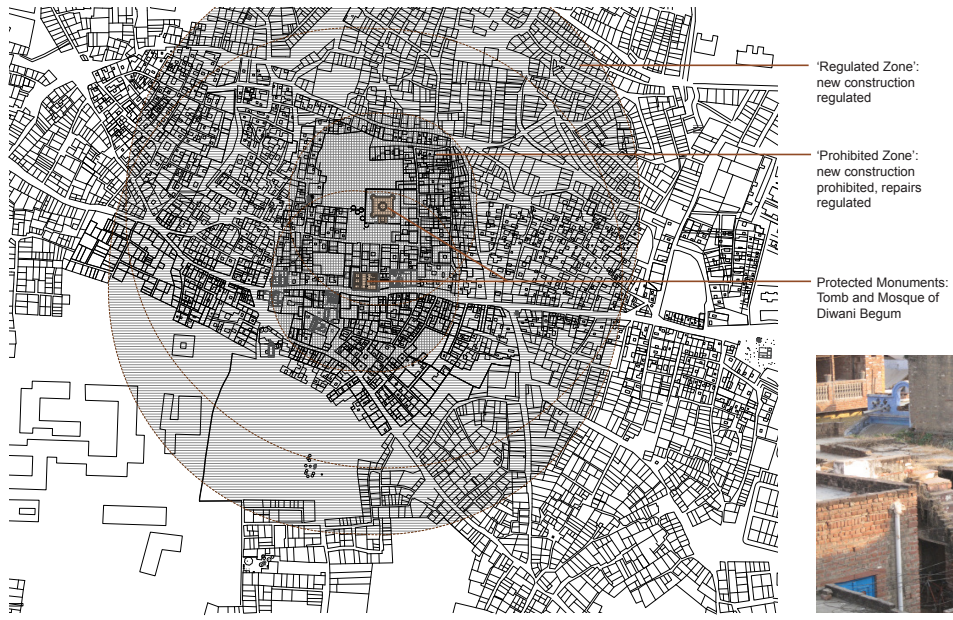 ‘Regulated Zone’:
new construction
regulated
‘Prohibited Zone’:
new construction
prohibited, repairs
regulated
Protected Monuments:
Tomb and Mosque of
Diwani Begum